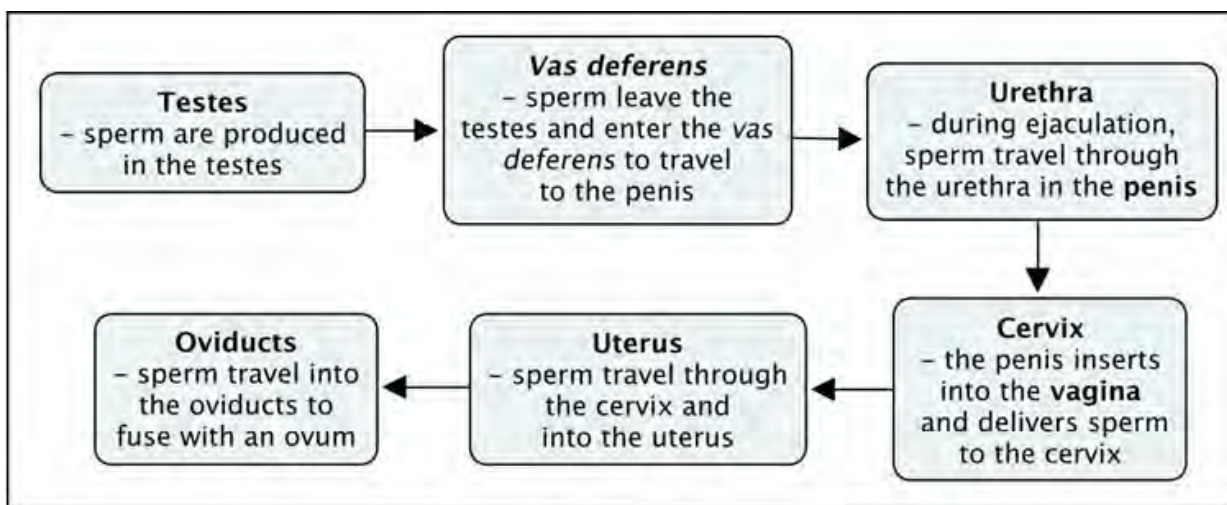 Testes
– sperm are produced
in the testes
Vas deferens
– sperm leave the
testes and enter the vas
deferens to travel
to the penis
Urethra
– during ejaculation,
sperm travel through
the urethra in the penis
Cervix
– the penis inserts
into the vagina
and delivers sperm
to the cervix
Uterus
– sperm travel through
the cervix and
into the uterus
Oviducts
– sperm travel into
the oviducts to
fuse with an ovum